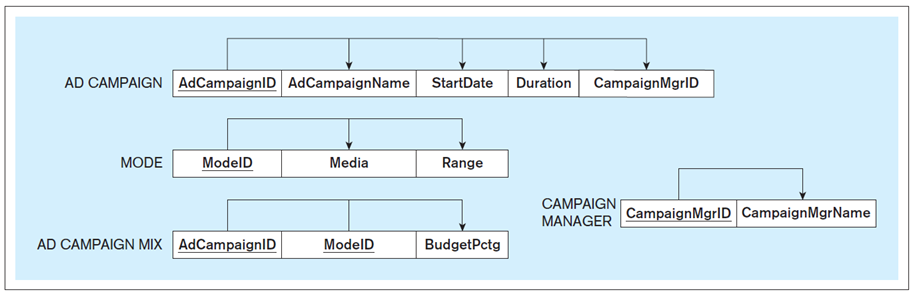 AD CAMPAIGN AdCampaignID AdCampaignName StartDate Duration CampaignMgrID
MODE ModeID Media Range
CAMPAIGN
MANAGER CampaignMgrID CampaignMgrName
AD CAMPAIGN MIX AdCampaignID ModeID BudgetPctg